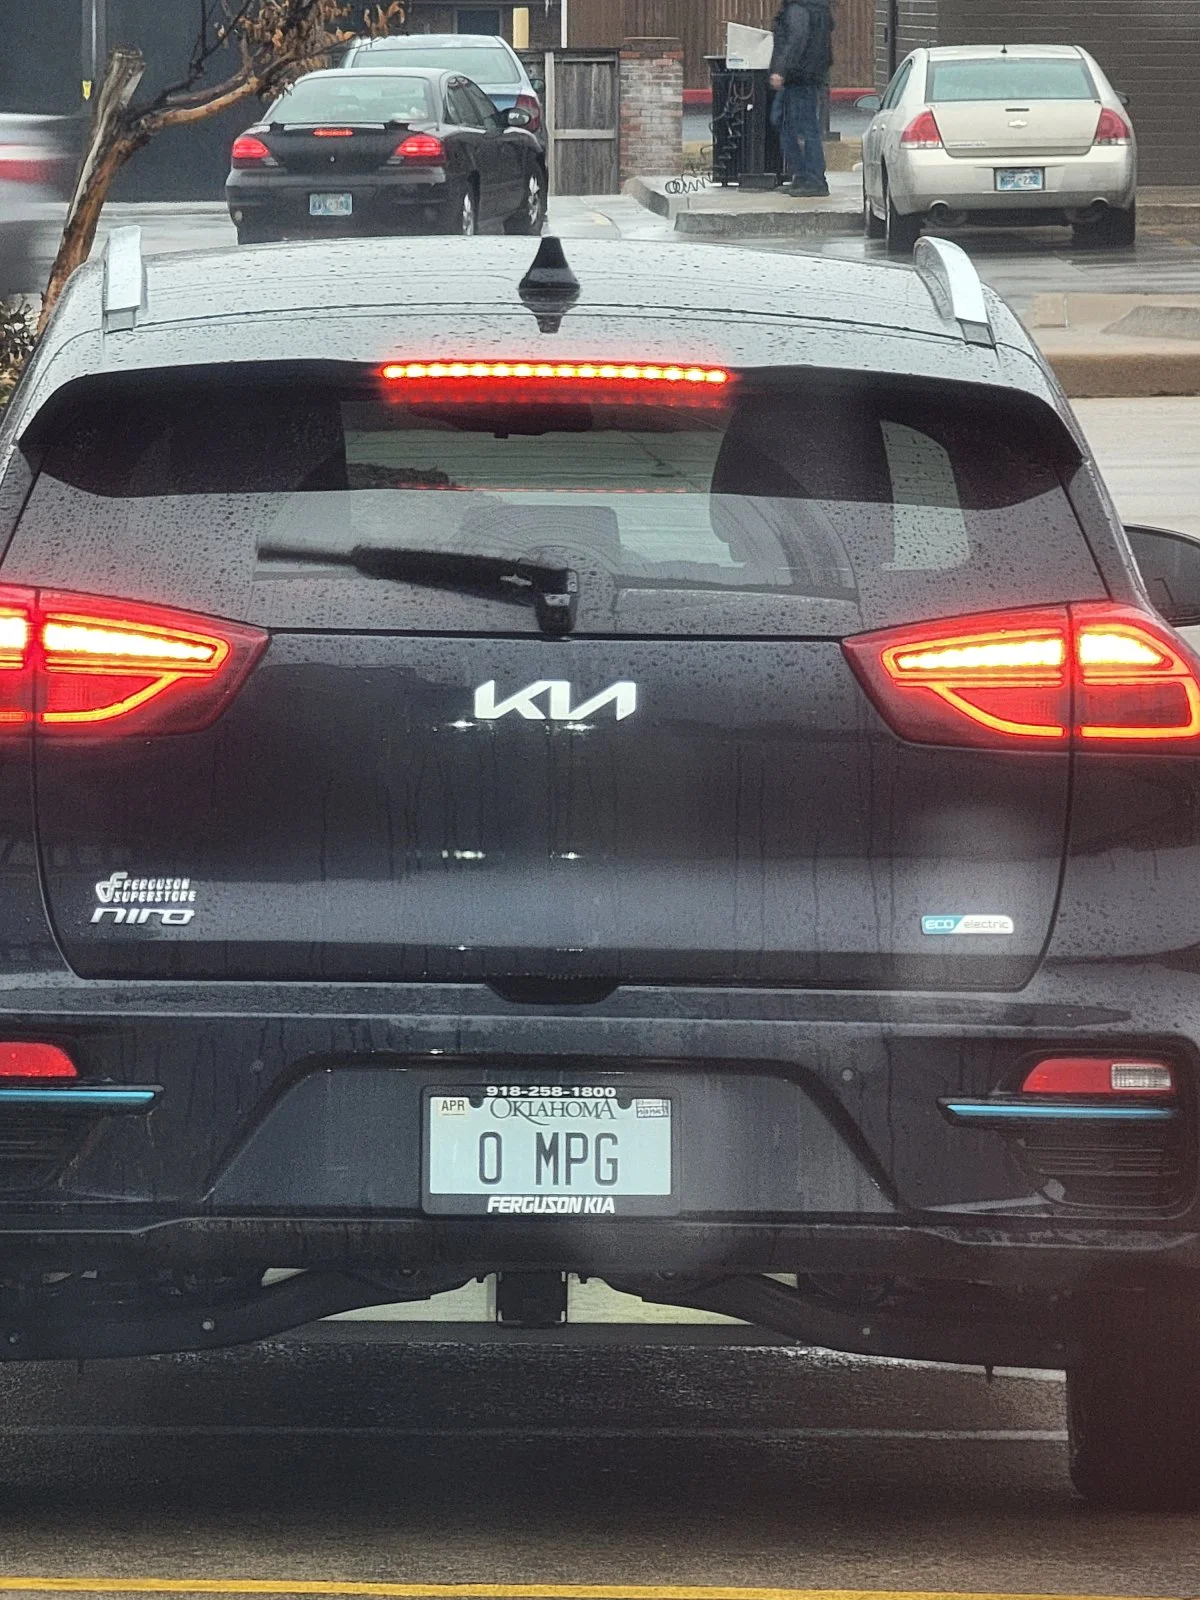 KIA
FERGUSON
SUPERSTORE
niro
ECO electric
918-258-1800
APR
OKLAHOMA
0 MPG
FERGUSON KIA